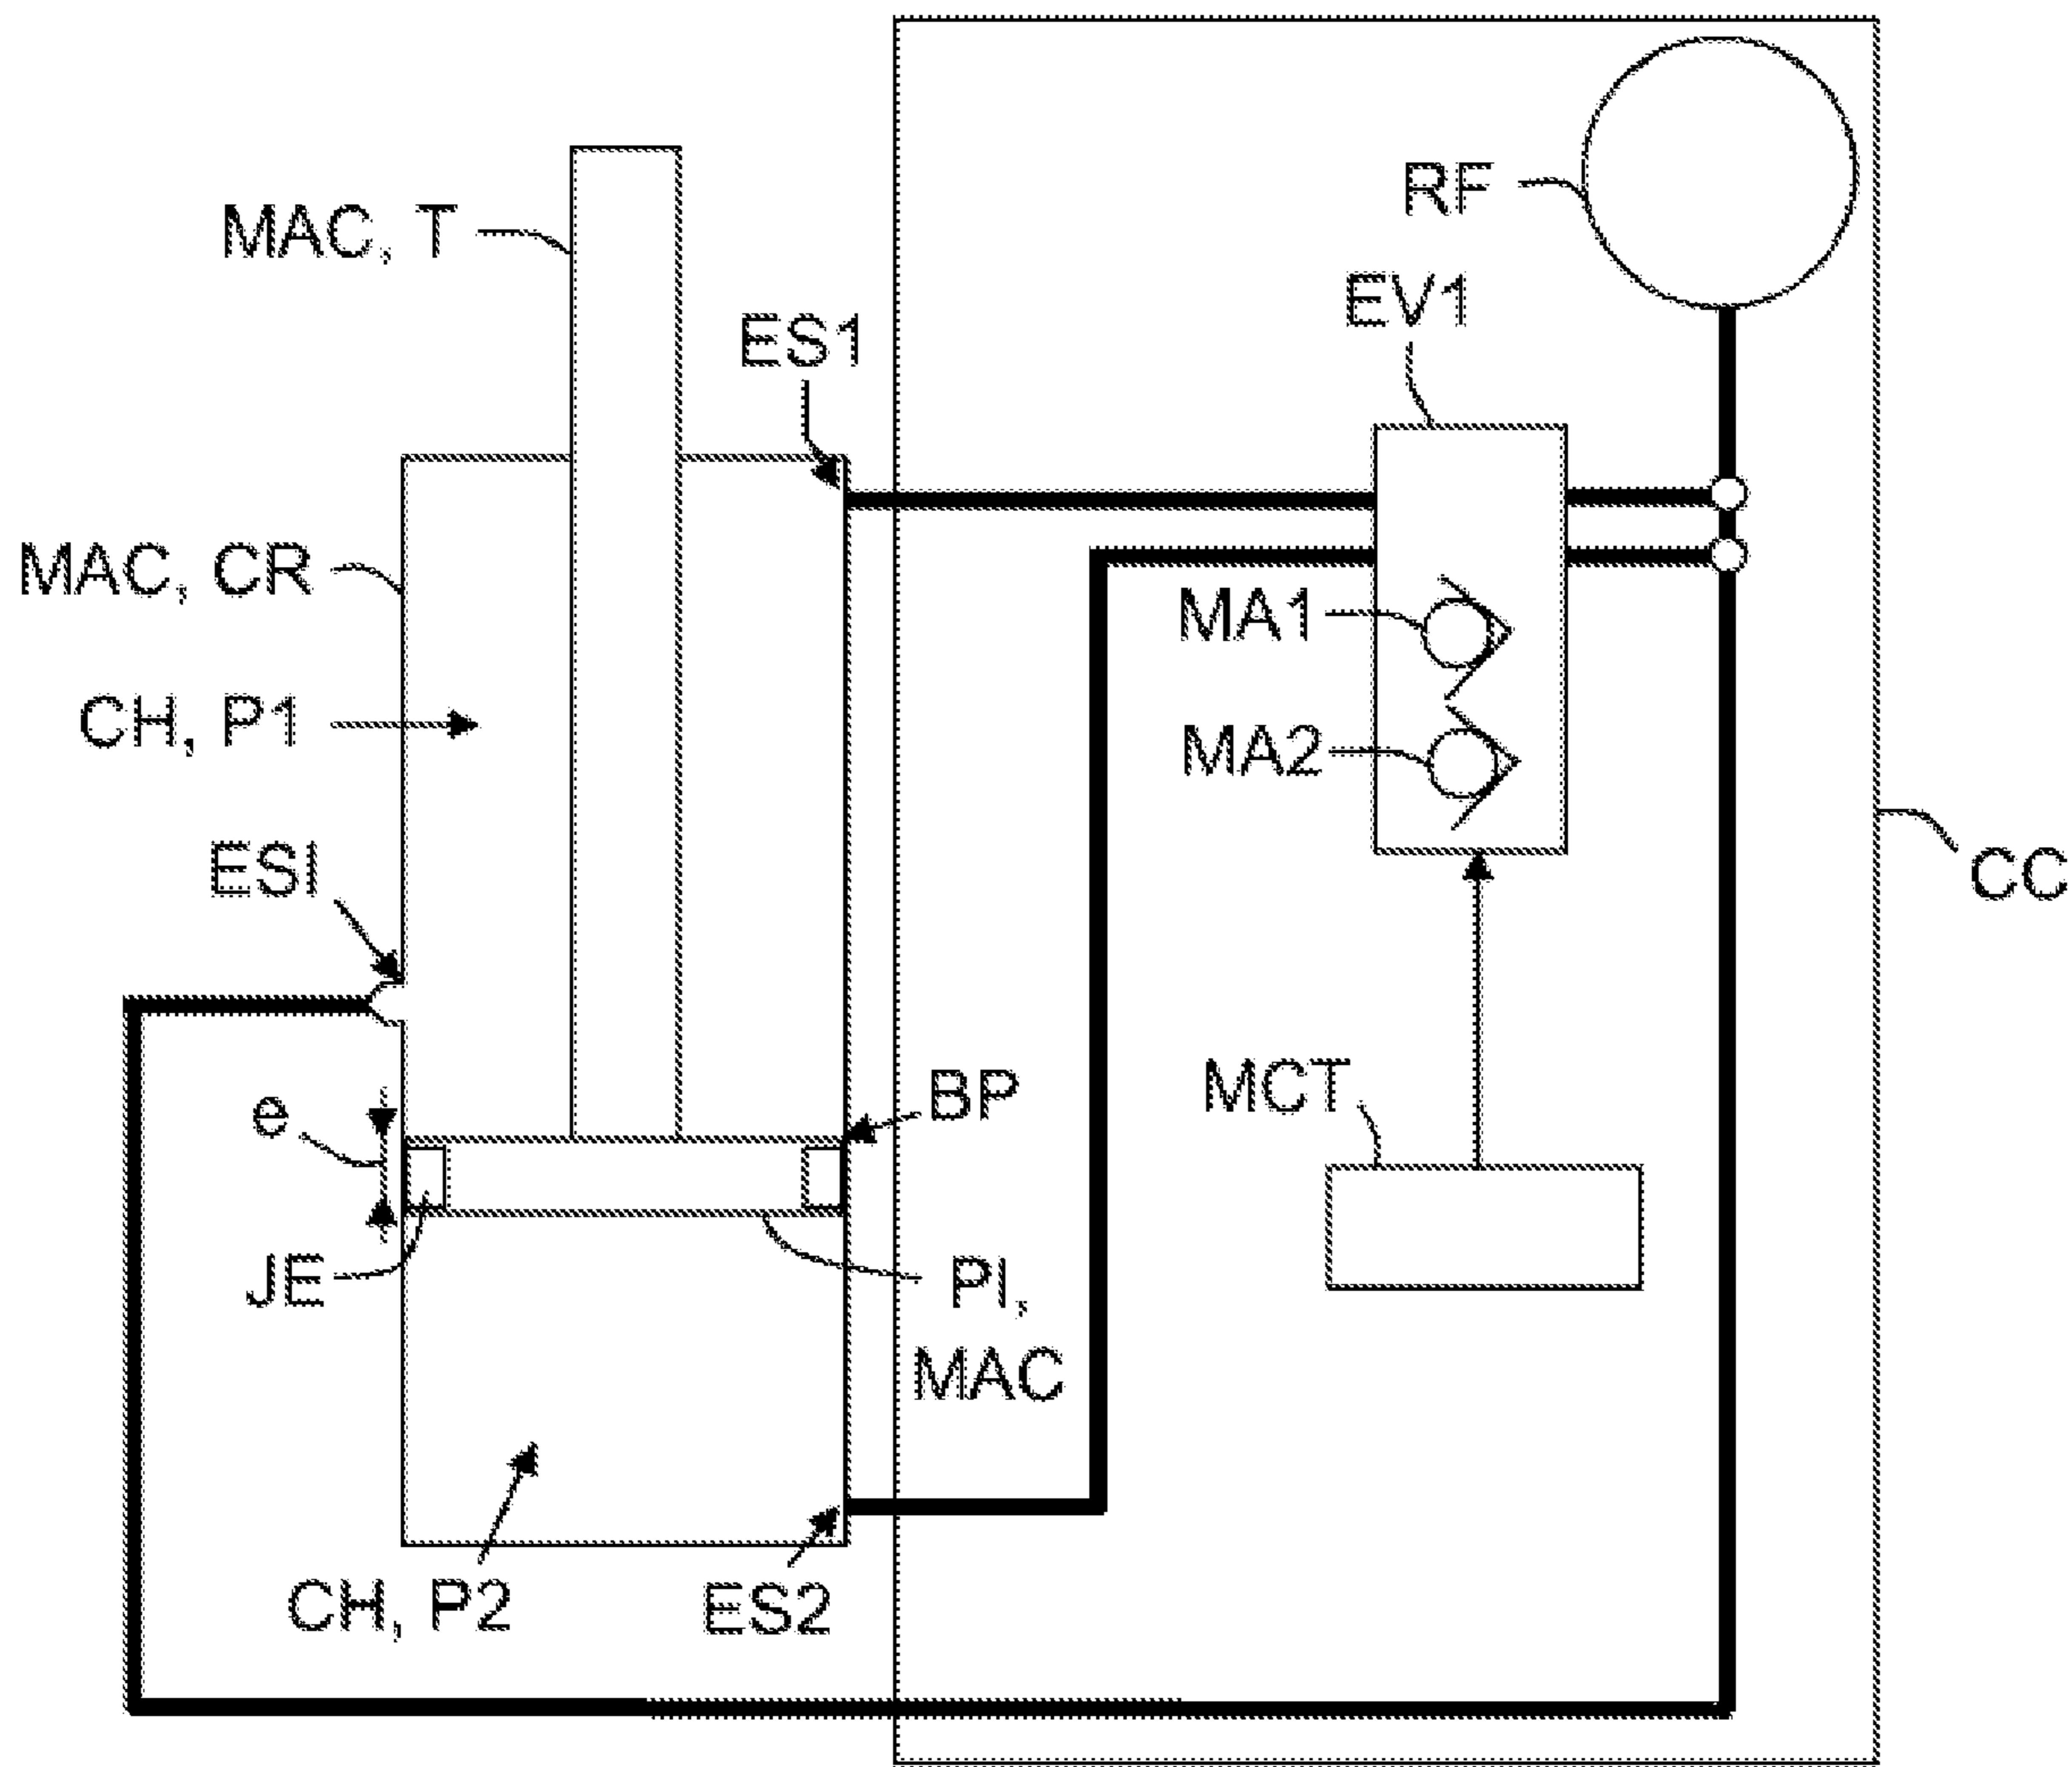 RF
MAC, T
EV1
ES1
MAC, CR
MA1
CH, P1
MA2
ESI
CC
MCT
BP
e
JE
PI,
MAC
CH, P2
ES2